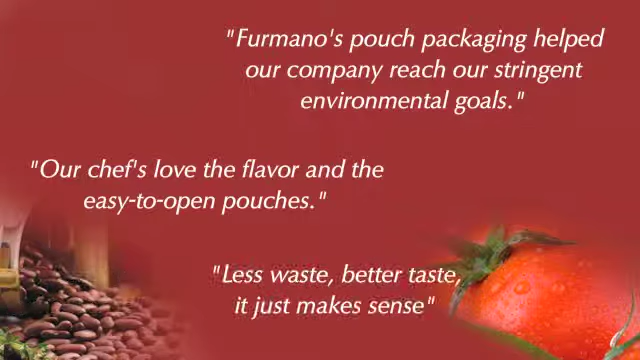 "Furmano's pouch packaging helped
our company reach our stringent
environmental goals."
"Our chef's love the flavor and the
easy-to-open pouches."
"Less waste, better taste,
it just makes sense"